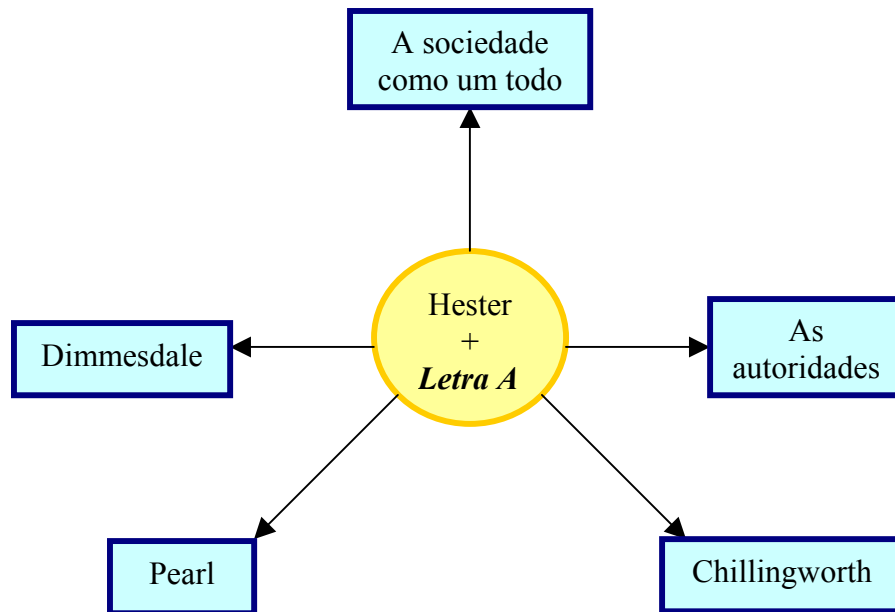 A sociedade
como um todo
Hester
+
Letra A
Dimmesdale
As
autoridades
Pearl
Chillingworth